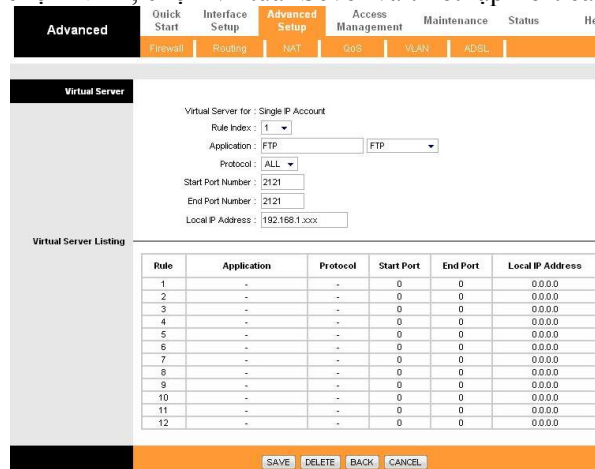 Advanced
Quick Start
Interface Setup
Advanced Setup
Access Management
Maintenance
Status
Firewall
Routing
NAT
QoS
VLAN
ADSL
Virtual Server
Virtual Server for : Single IP Account
Rule Index : 1
Application : FTP FTP
Protocol : ALL
Start Port Number : 2121
End Port Number : 2121
Local IP Address : 192.168.1.xxx
Virtual Server Listing
Rule Application Protocol Start Port End Port Local IP Address
1 - - 0 0 0.0.0.0
2 - - 0 0 0.0.0.0
3 - - 0 0 0.0.0.0
4 - - 0 0 0.0.0.0
5 - - 0 0 0.0.0.0
6 - - 0 0 0.0.0.0
7 - - 0 0 0.0.0.0
8 - - 0 0 0.0.0.0
9 - - 0 0 0.0.0.0
10 - - 0 0 0.0.0.0
11 - - 0 0 0.0.0.0
12 - - 0 0 0.0.0.0
SAVE DELETE BACK CANCEL